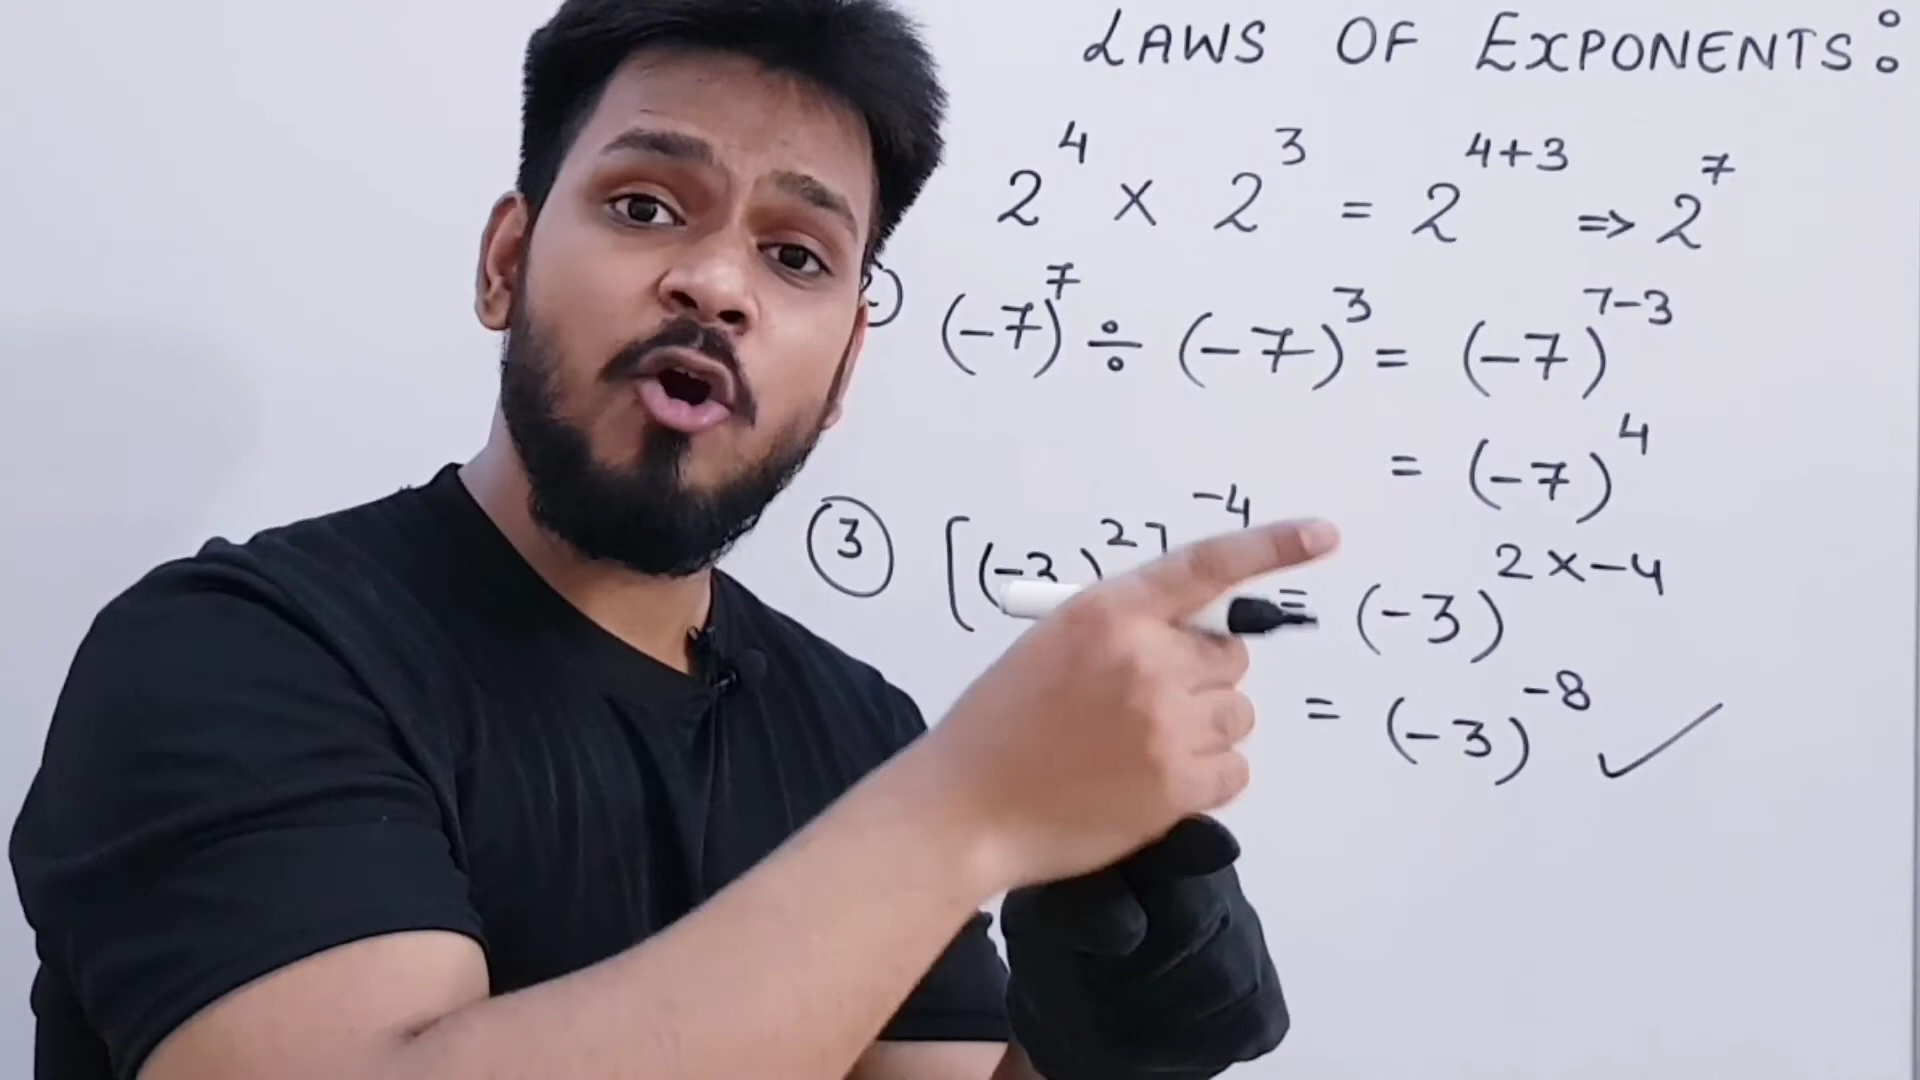 LAWS OF EXPONENTS:
2⁴ × 2³ = 2⁴⁺³ ⇒ 2⁷
(-7)⁷ ÷ (-7)³ = (-7)⁷⁻³
= (-7)⁴
③ [(-3)²]⁻⁴ = (-3)²ˣ⁻⁴
= (-3)⁻⁸ ✓